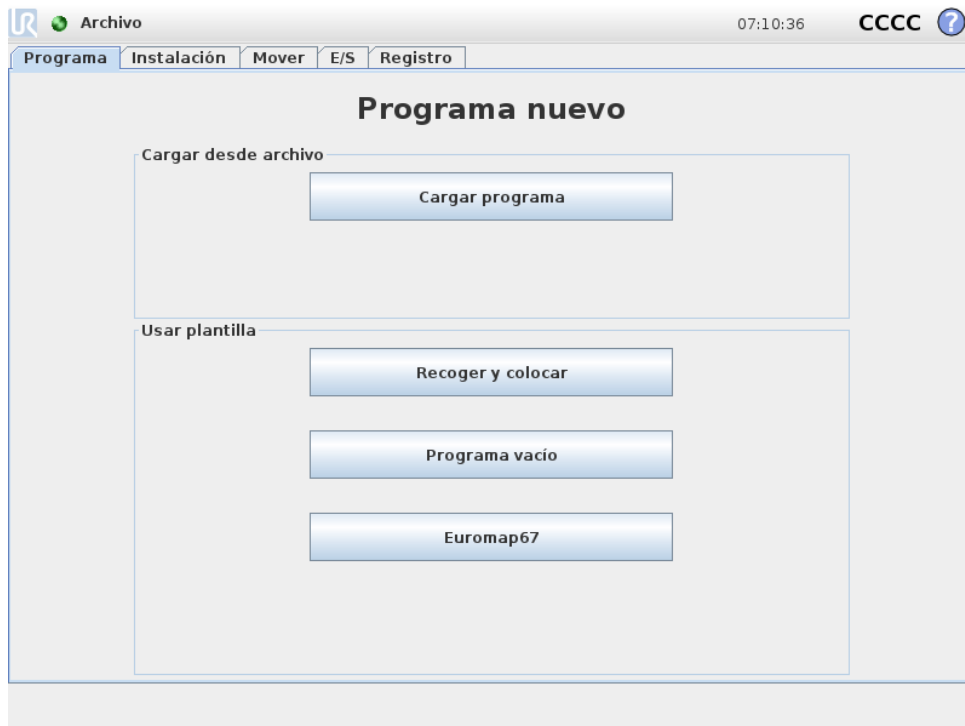 UR Archivo 07:10:36 CCCC ?
Programa Instalación Mover E/S Registro
Programa nuevo
Cargar desde archivo
Cargar programa
Usar plantilla
Recoger y colocar
Programa vacío
Euromap67